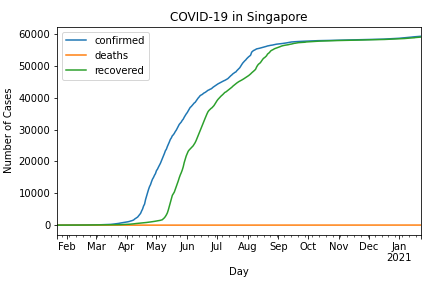 COVID-19 in Singapore
60000
50000
40000
30000
20000
10000
0
Number of Cases
confirmed
deaths
recovered
Feb Mar Apr May Jun Jul Aug Sep Oct Nov Dec Jan
2021
Day